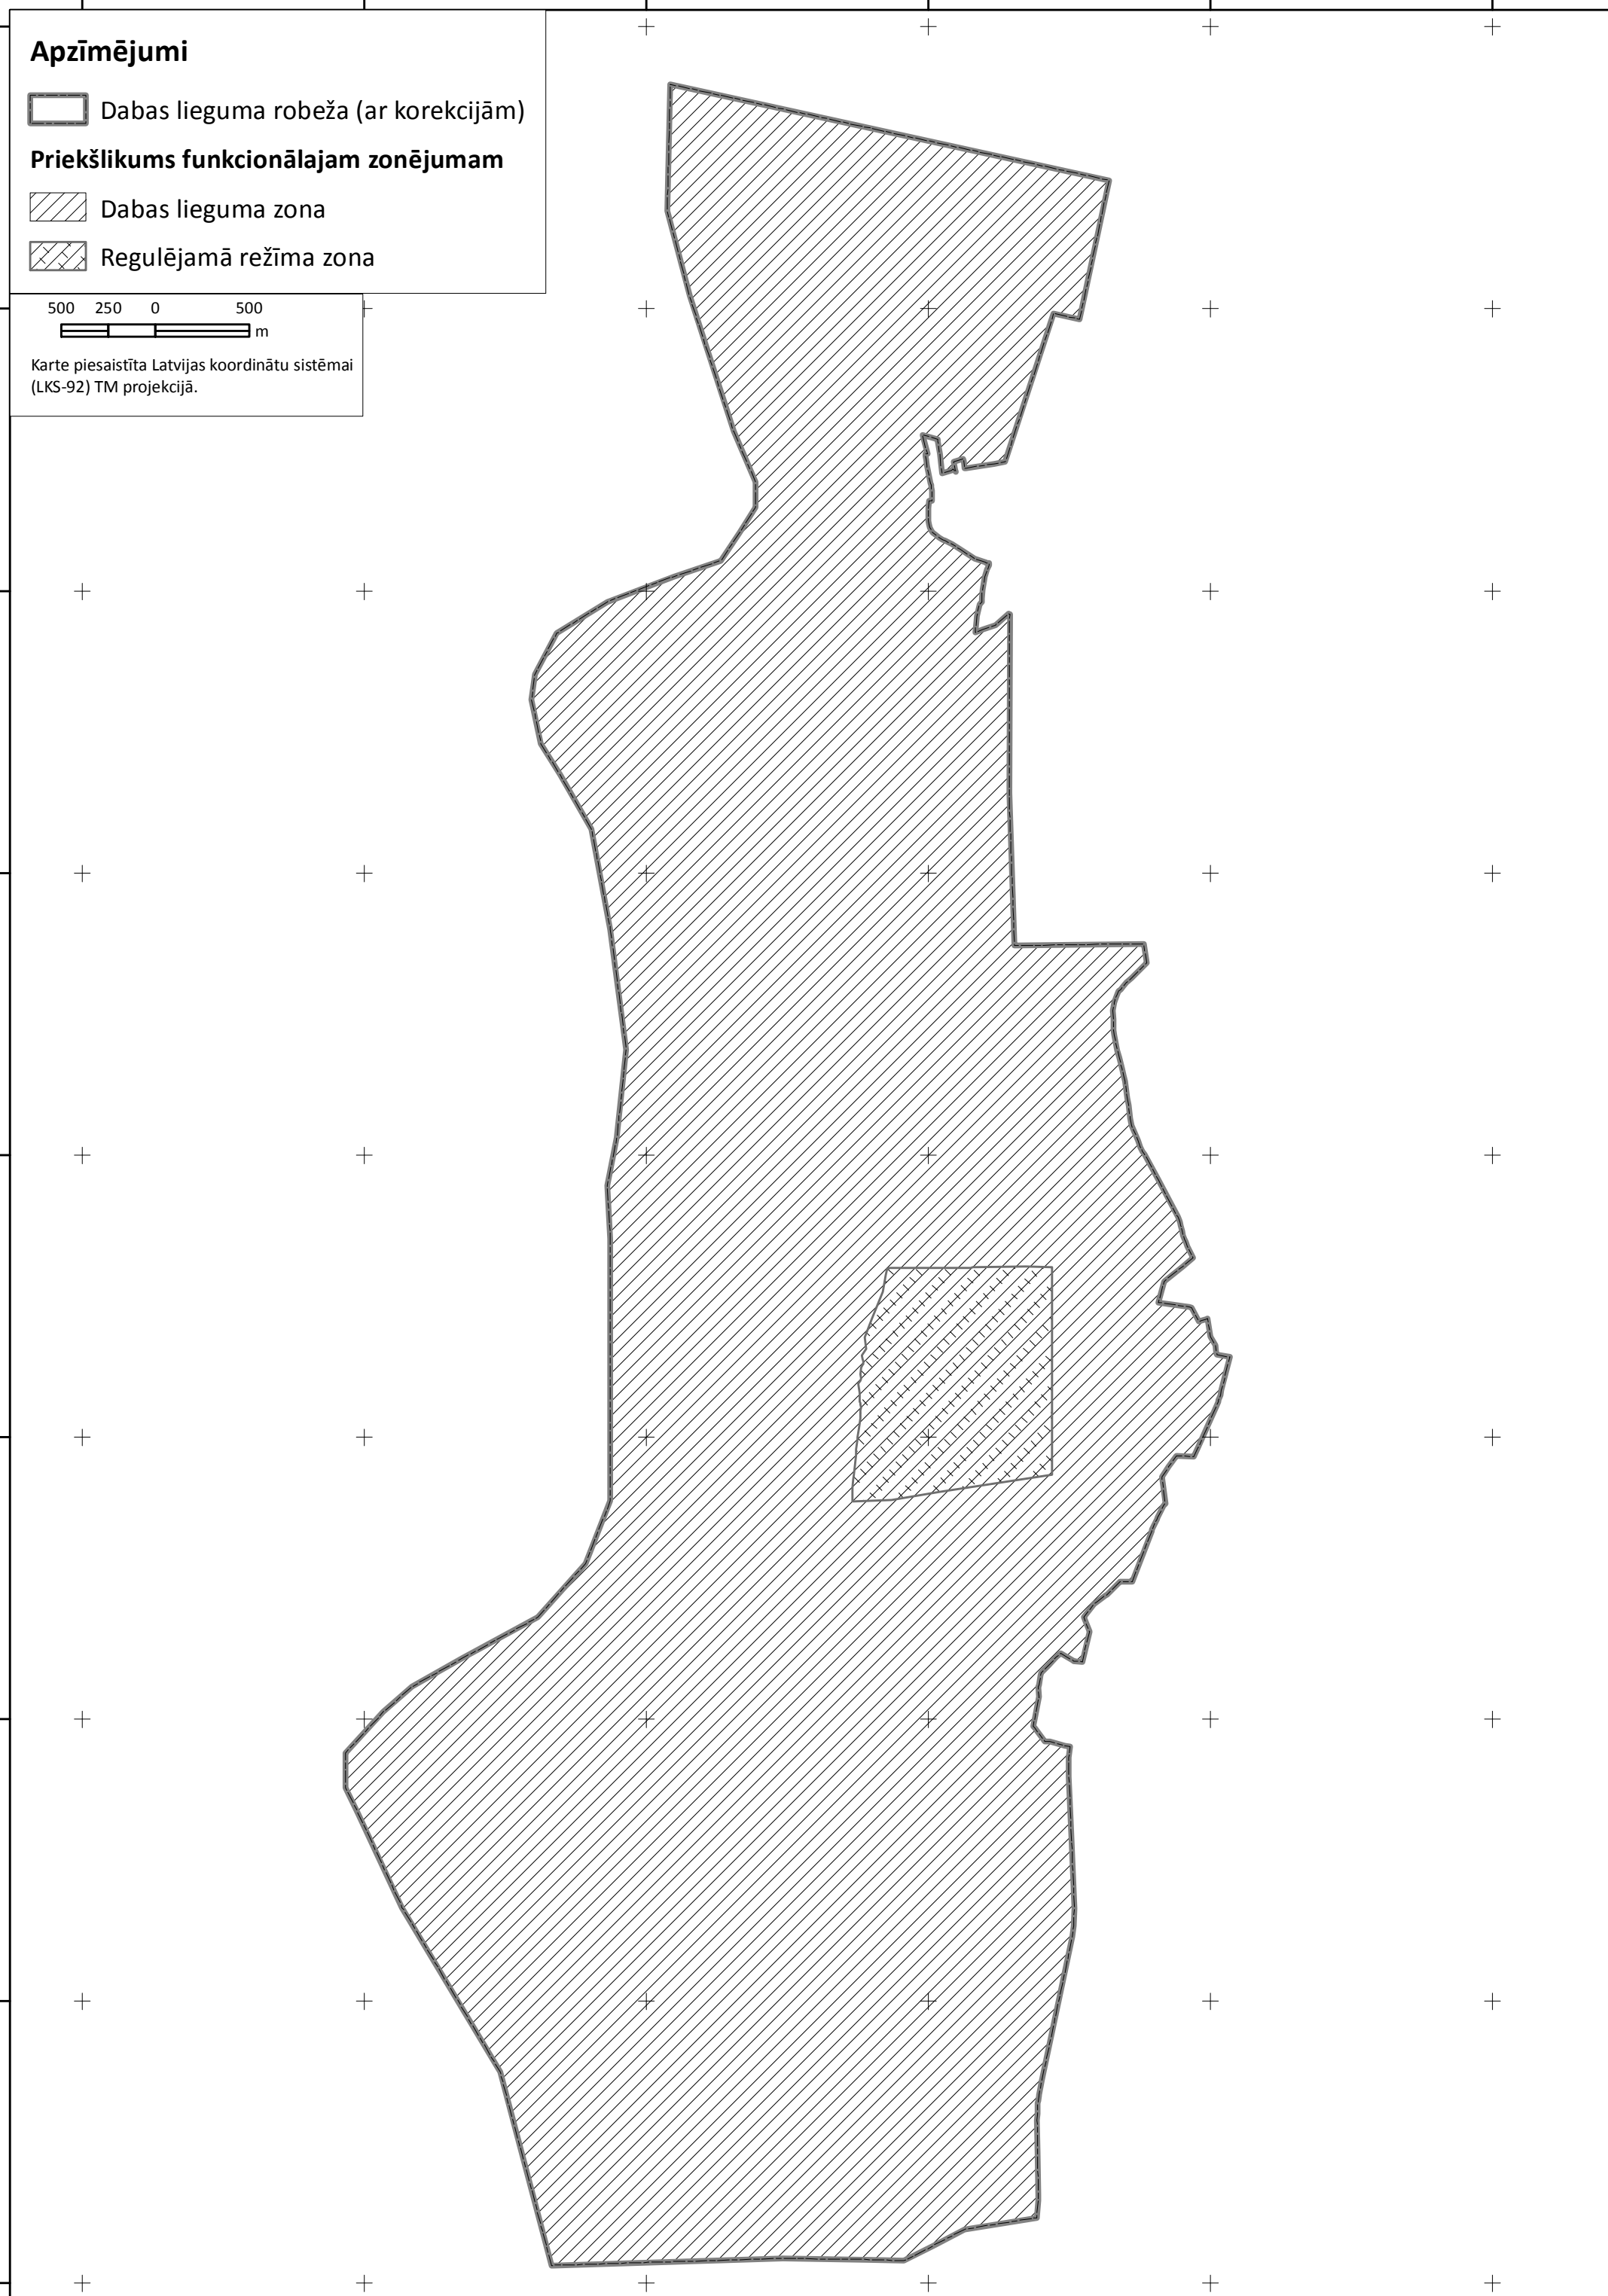 Apzīmējumi
Dabas lieguma robeža (ar korekcijām)
Priekšlikums funkcionālajam zonējumam
Dabas lieguma zona
Regulējamā režīma zona
500 250 0 500
m
Karte piesaistīta Latvijas koordinātu sistēmai
(LKS-92) TM projekcijā.